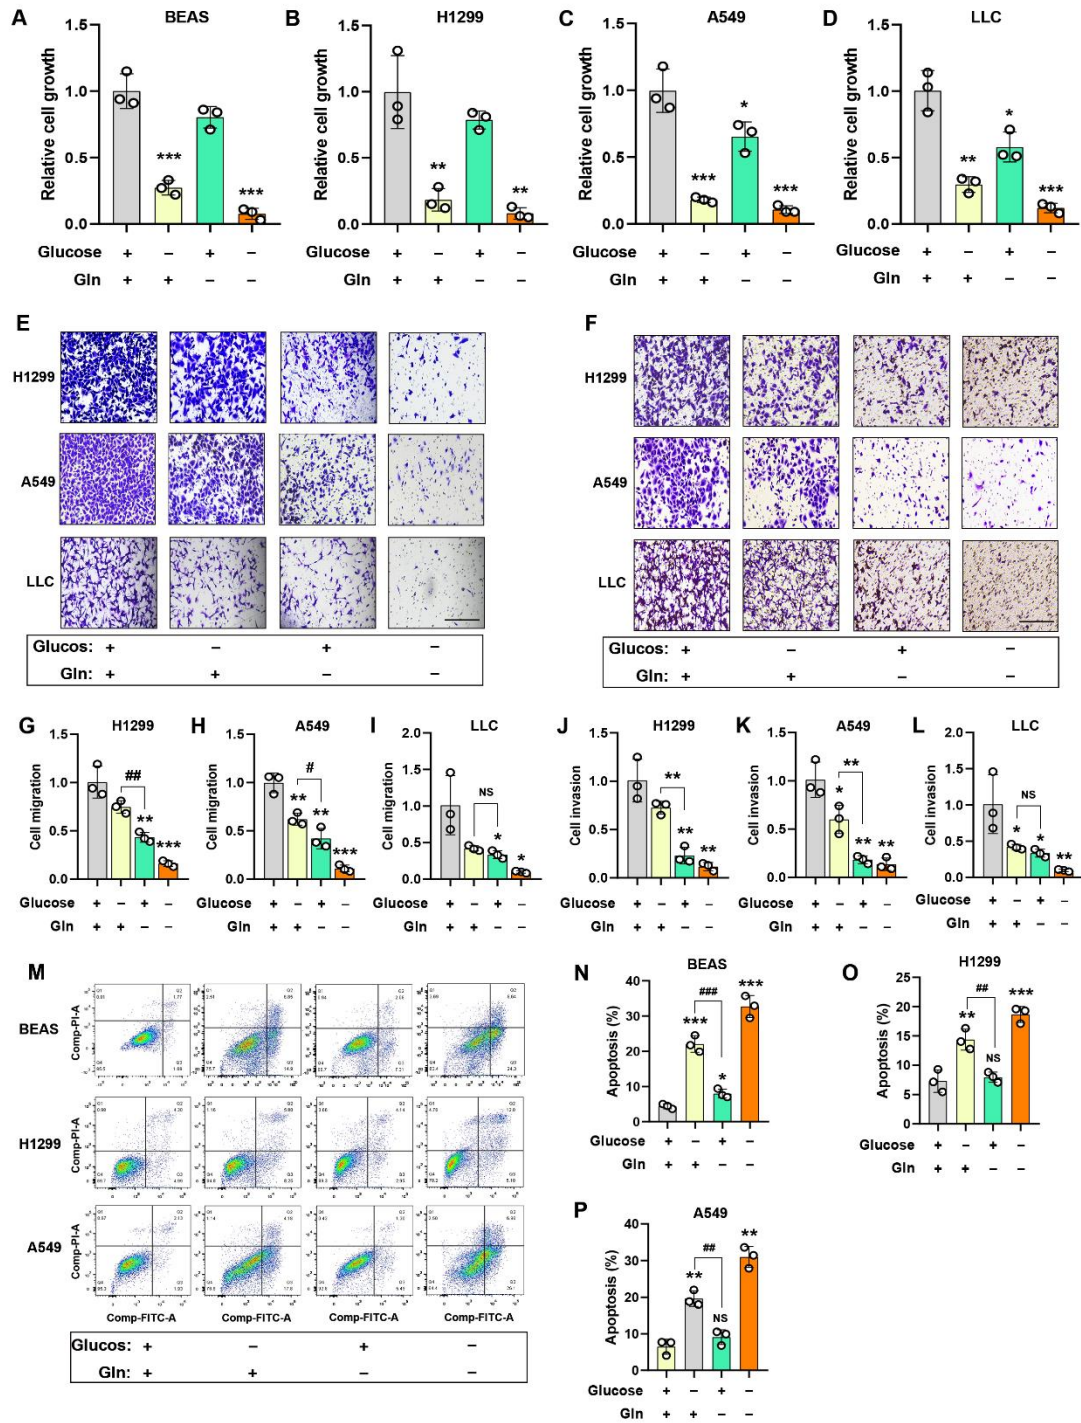 A BEAS
Relative cell growth
1.5
1.0
0.5
0.0
***
***
Glucose + – + –
Gln + + – –
B H1299
Relative cell growth
1.5
1.0
0.5
0.0
**
**
Glucose + – + –
Gln + + – –
C A549
Relative cell growth
1.5
1.0
0.5
0.0
***
*
***
Glucose + – + –
Gln + + – –
D LLC
Relative cell growth
1.5
1.0
0.5
0.0
**
*
***
Glucose + – + –
Gln + + – –
E
H1299
A549
LLC
Glucos: + – + –
Gln: + + – –
F
H1299
A549
LLC
Glucos: + – + –
Gln: + + – –
G H1299
Cell migration
1.5
1.0
0.5
0.0
##
**
***
Glucose + – + –
Gln + + – –
H A549
Cell migration
1.5
1.0
0.5
0.0
#
**
**
***
Glucose + – + –
Gln + + – –
I LLC
Cell migration
2.0
1.5
1.0
0.5
0.0
NS
*
*
Glucose + – + –
Gln + + – –
J H1299
Cell invasion
1.5
1.0
0.5
0.0
**
**
**
Glucose + – + –
Gln + + – –
K A549
Cell invasion
1.5
1.0
0.5
0.0
**
*
**
**
Glucose + – + –
Gln + + – –
L LLC
Cell invasion
2.0
1.5
1.0
0.5
0.0
NS
*
*
**
Glucose + – + –
Gln + + – –
M
BEAS
Comp-PI-A
H1299
Comp-PI-A
A549
Comp-PI-A
Comp-FITC-A Comp-FITC-A Comp-FITC-A Comp-FITC-A
Glucos: + – + –
Gln: + + – –
N BEAS
Apoptosis (%)
40
30
20
10
0
###
***
*
***
Glucose + – + –
Gln + + – –
O H1299
Apoptosis (%)
25
20
15
10
5
0
##
**
NS
***
Glucose + – + –
Gln + + – –
P A549
Apoptosis (%)
40
30
20
10
0
##
**
NS
**
Glucose + – + –
Gln + + – –